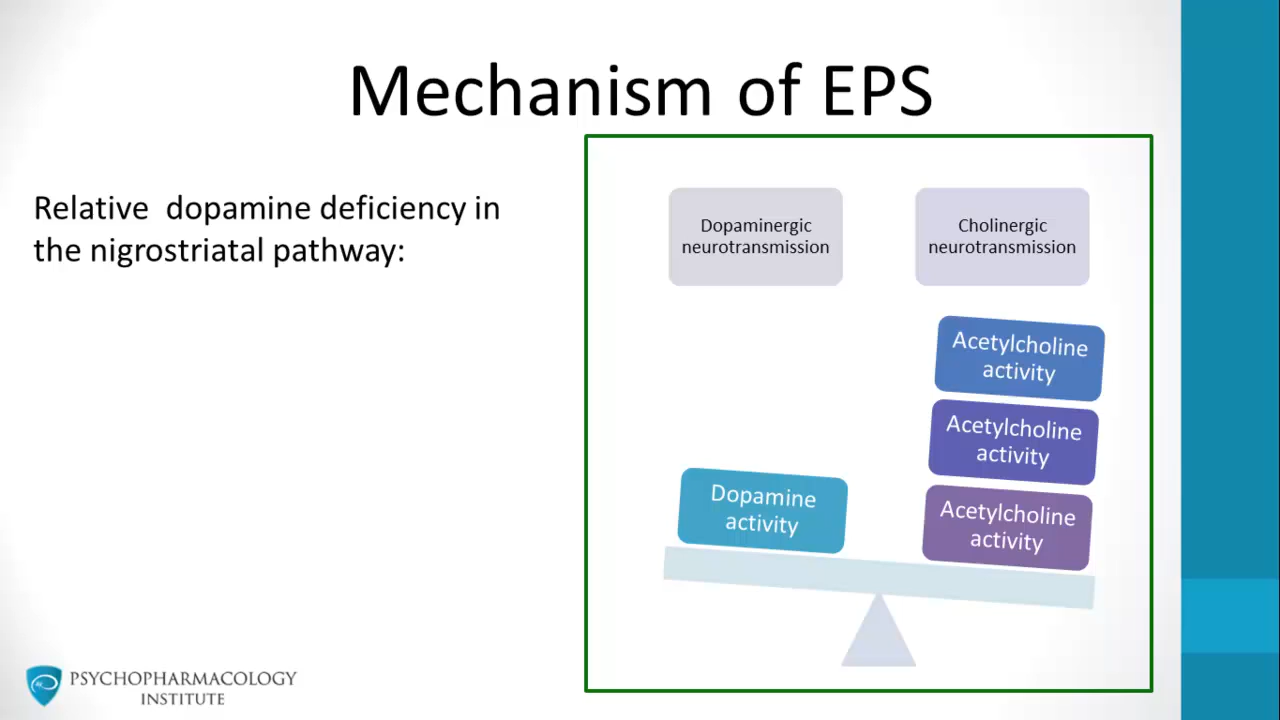 Mechanism of EPS
Relative dopamine deficiency in
the nigrostriatal pathway:
Dopaminergic
neurotransmission
Cholinergic
neurotransmission
Acetylcholine
activity
Acetylcholine
activity
Dopamine
activity
Acetylcholine
activity
PSYCHOPHARMACOLOGY
INSTITUTE